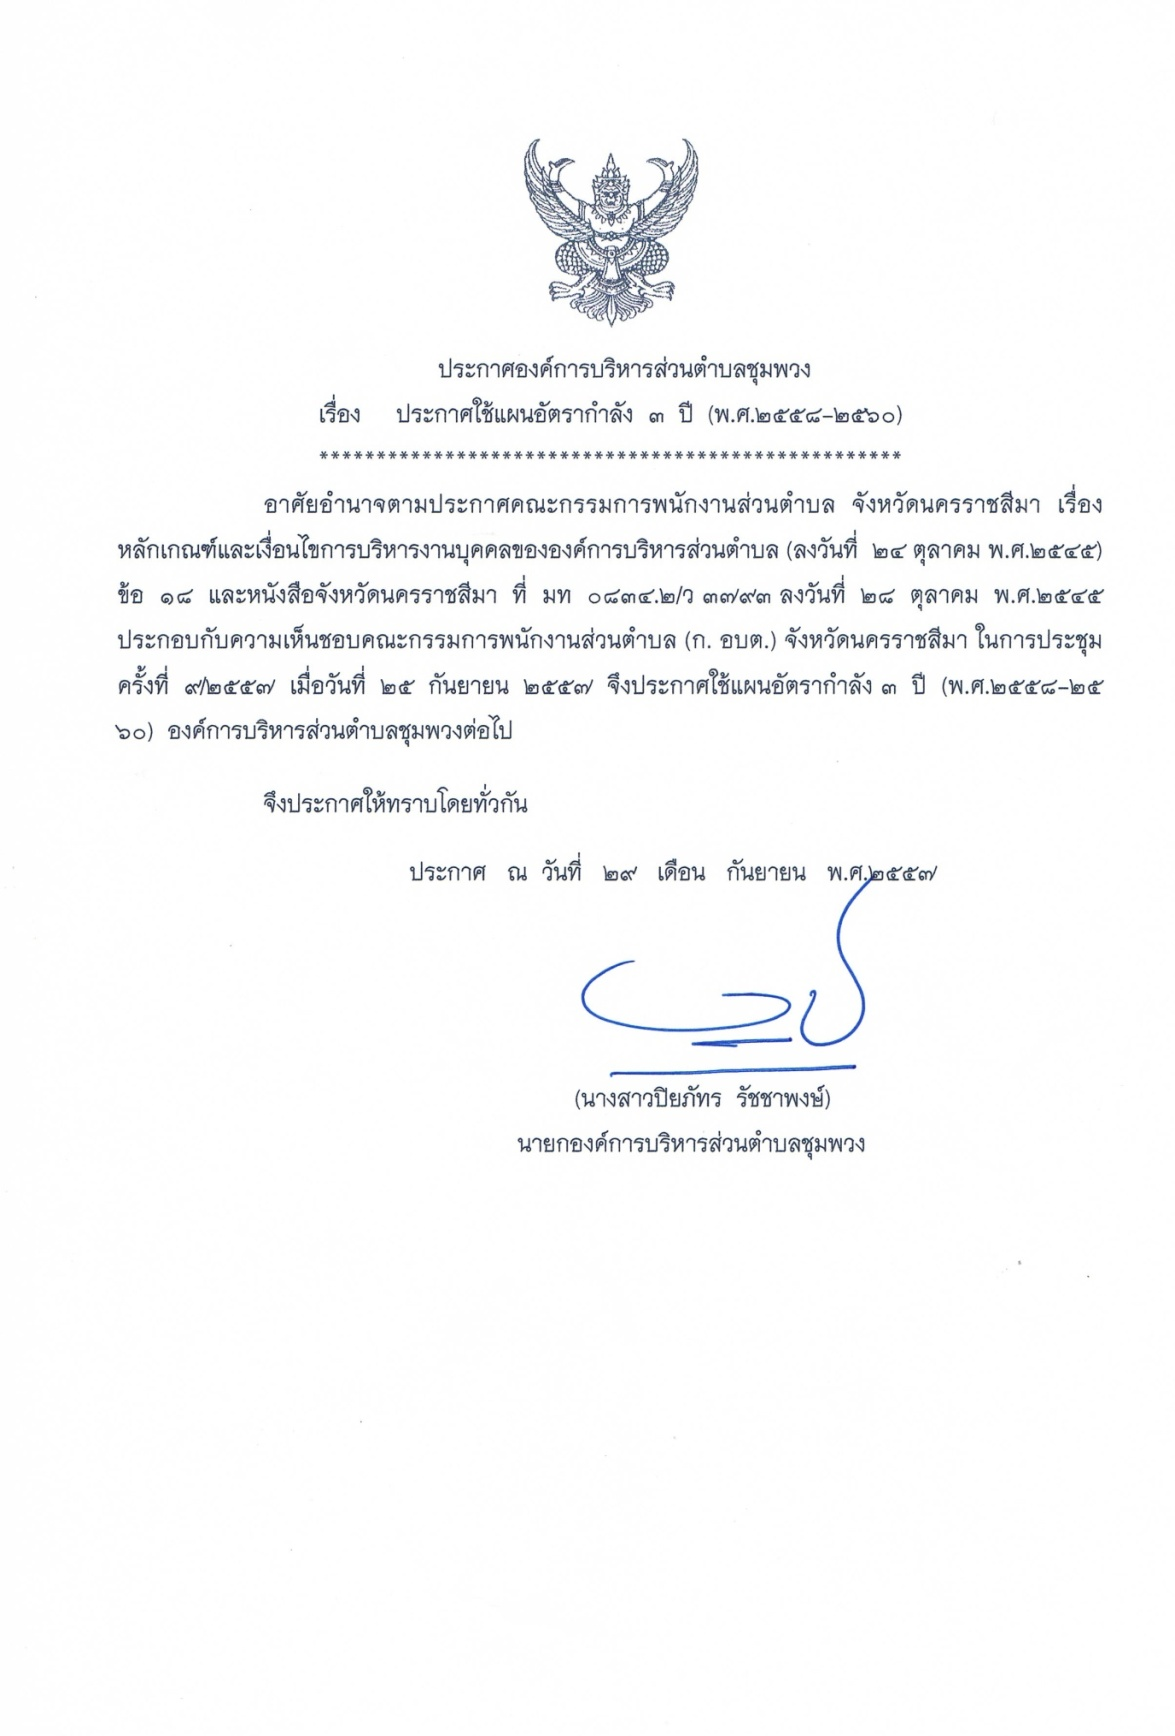 ประกาศองค์การบริหารส่วนตำบลชุมพวง
เรื่อง ประกาศใช้แผนอัตรากำลัง ๓ ปี (พ.ศ.๒๕๕๘-๒๕๖๐)
***************************************************
อาศัยอำนาจตามประกาศคณะกรรมการพนักงานส่วนตำบล จังหวัดนครราชสีมา เรื่อง
หลักเกณฑ์และเงื่อนไขการบริหารงานบุคคลขององค์การบริหารส่วนตำบล (ลงวันที่ ๒๔ ตุลาคม พ.ศ.๒๕๔๕)
ข้อ ๑๘ และหนังสือจังหวัดนครราชสีมา ที่ มท ๐๘๓๔.๒/ว ๓๗๙๓ ลงวันที่ ๒๘ ตุลาคม พ.ศ.๒๕๔๕
ประกอบกับความเห็นชอบคณะกรรมการพนักงานส่วนตำบล (ก. อบต.) จังหวัดนครราชสีมา ในการประชุม
ครั้งที่ ๙/๒๕๕๗ เมื่อวันที่ ๒๕ กันยายน ๒๕๕๗ จึงประกาศใช้แผนอัตรากำลัง ๓ ปี (พ.ศ.๒๕๕๘-๒๕
๖๐) องค์การบริหารส่วนตำบลชุมพวงต่อไป
จึงประกาศให้ทราบโดยทั่วกัน
ประกาศ ณ วันที่ ๒๙ เดือน กันยายน พ.ศ.๒๕๕๗
(นางสาวปิยภัทร รัชชาพงษ์)
นายกองค์การบริหารส่วนตำบลชุมพวง